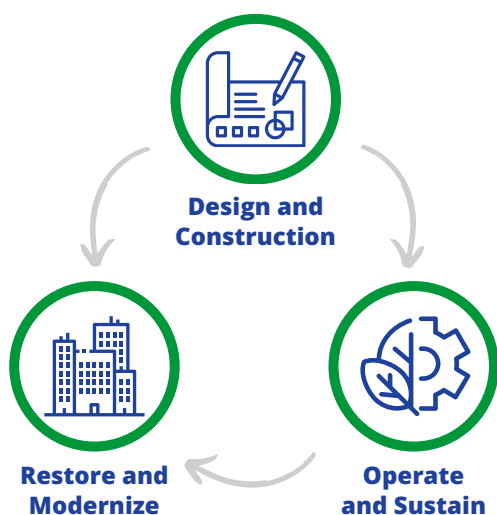 Design and
Construction
Restore and
Modernize
Operate
and Sustain